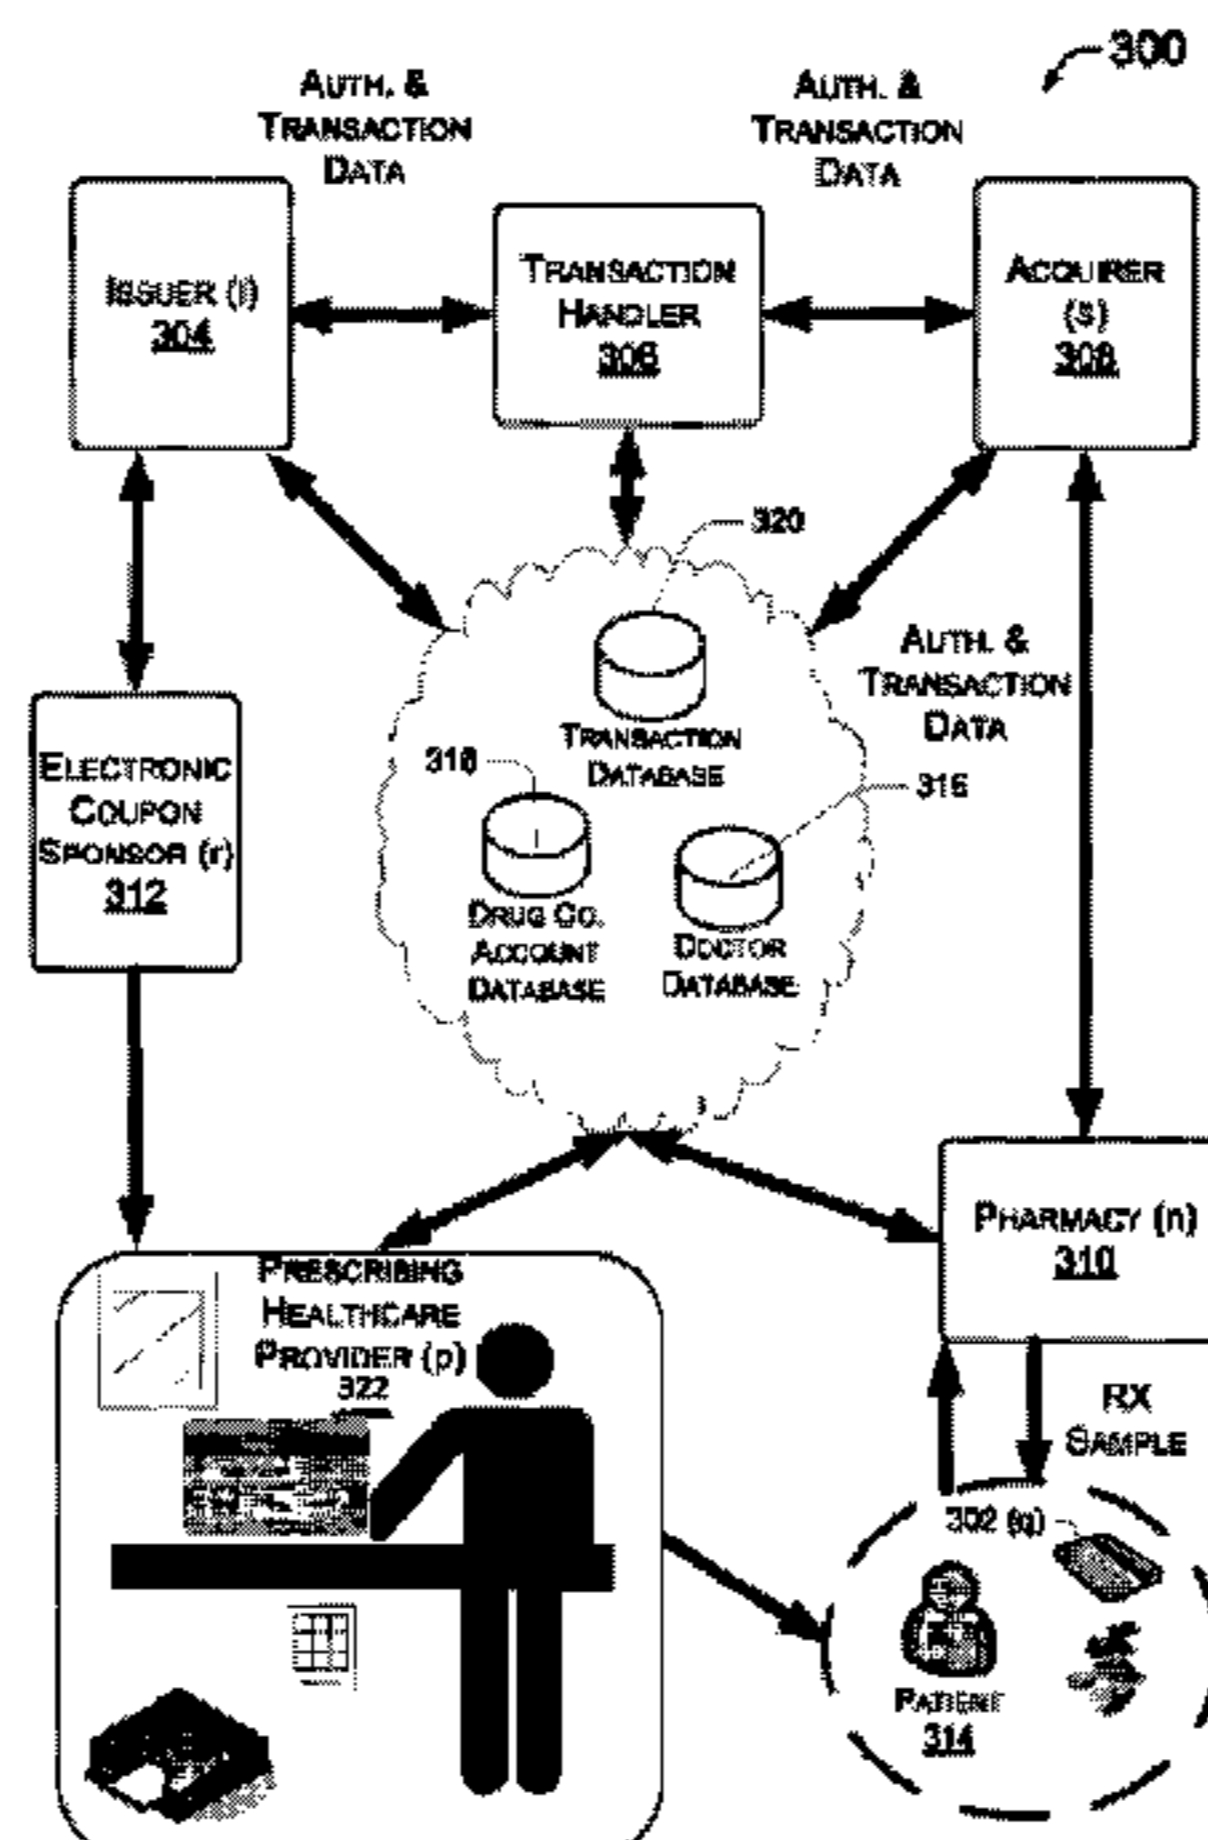 300
AUTH. &
TRANSACTION
DATA
AUTH. &
TRANSACTION
DATA
ISSUER (i)
304
TRANSACTION
HANDLER
306
ACQUIRER
(s)
308
320
TRANSACTION
DATABASE
AUTH. &
TRANSACTION
DATA
318
316
ELECTRONIC
COUPON
SPONSOR (r)
312
DRUG CO.
ACCOUNT
DATABASE
DOCTOR
DATABASE
PHARMACY (n)
310
PRESCRIBING
HEALTHCARE
PROVIDER (p)
322
RX
SAMPLE
302 (q)
PATIENT
314